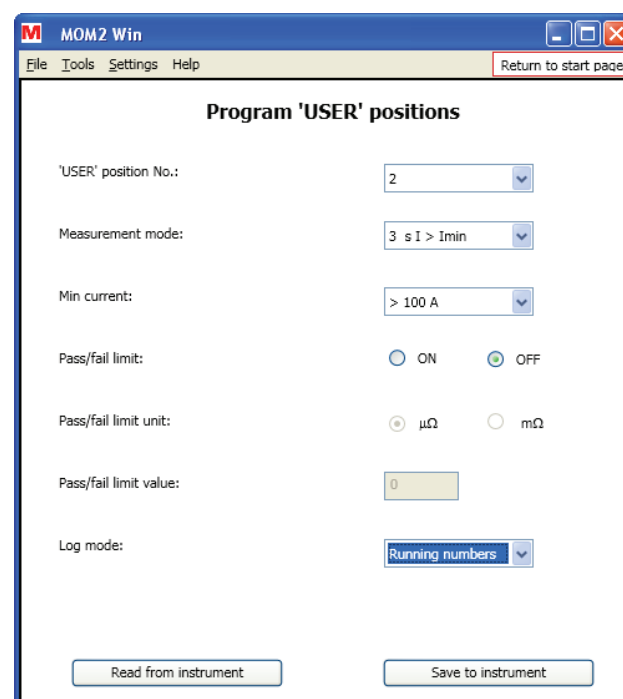 M MOM2 Win
File Tools Settings Help Return to start page
Program 'USER' positions
'USER' position No.: 2
Measurement mode: 3 s I > Imin
Min current: > 100 A
Pass/fail limit: ON OFF
Pass/fail limit unit: µΩ mΩ
Pass/fail limit value: 0
Log mode: Running numbers
Read from instrument Save to instrument